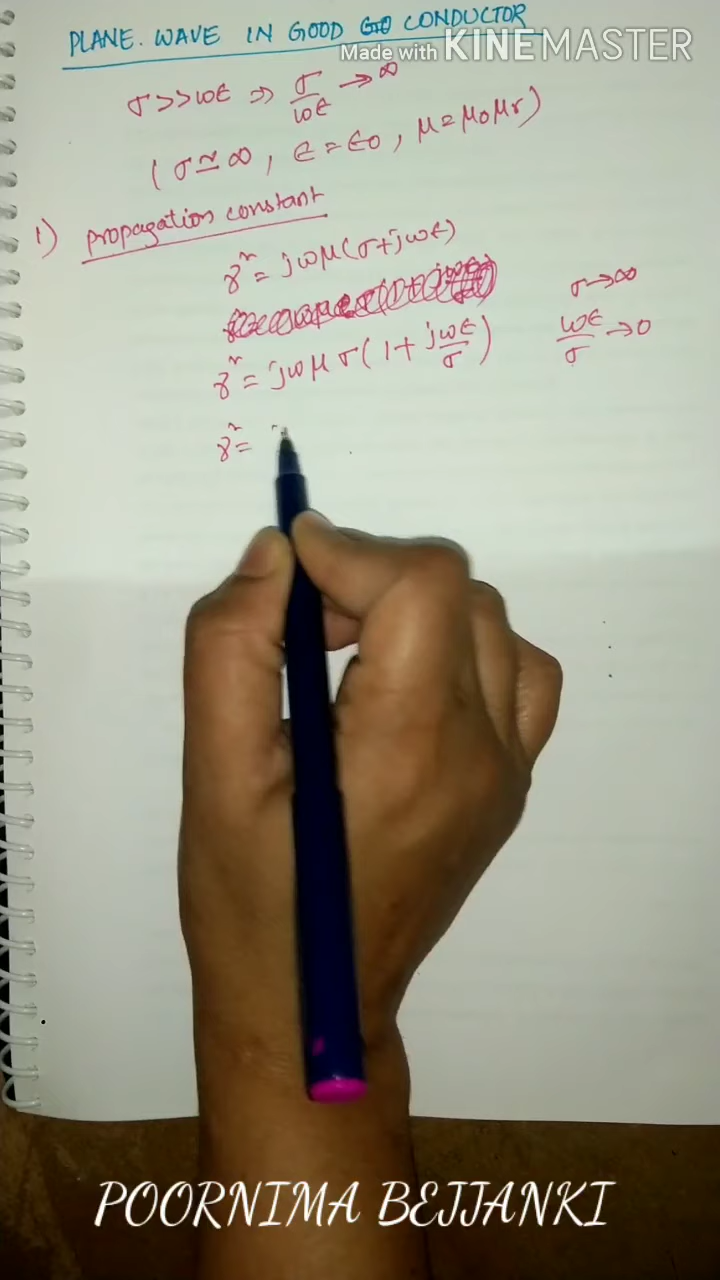 PLANE. WAVE IN GOOD CONDUCTOR
Made with KINEMASTER
σ>>ωϵ ⇒ σ/ωϵ → ∞
(σ≃∞, ϵ=ϵ0, μ=μ0μr)
1) propagation constant
γ² = jωμ(σ+jωϵ)
γ² = jωμσ(1+jωϵ/σ)
σ→∞
ωϵ/σ →0
γ² =
POORNIMA BEJJANKI